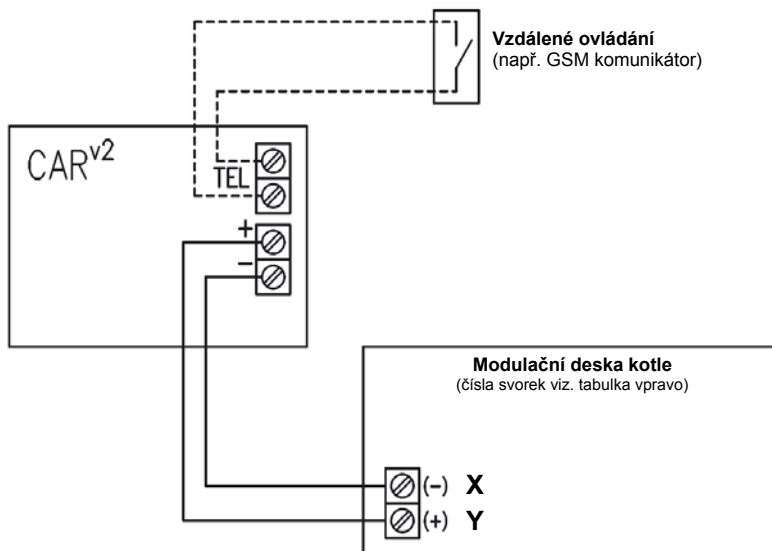 Vzdálené ovládání
(např. GSM komunikátor)
CARv2
TEL
+
−
Modulační deska kotle
(čísla svorek viz. tabulka vpravo)
(−) X
(+) Y